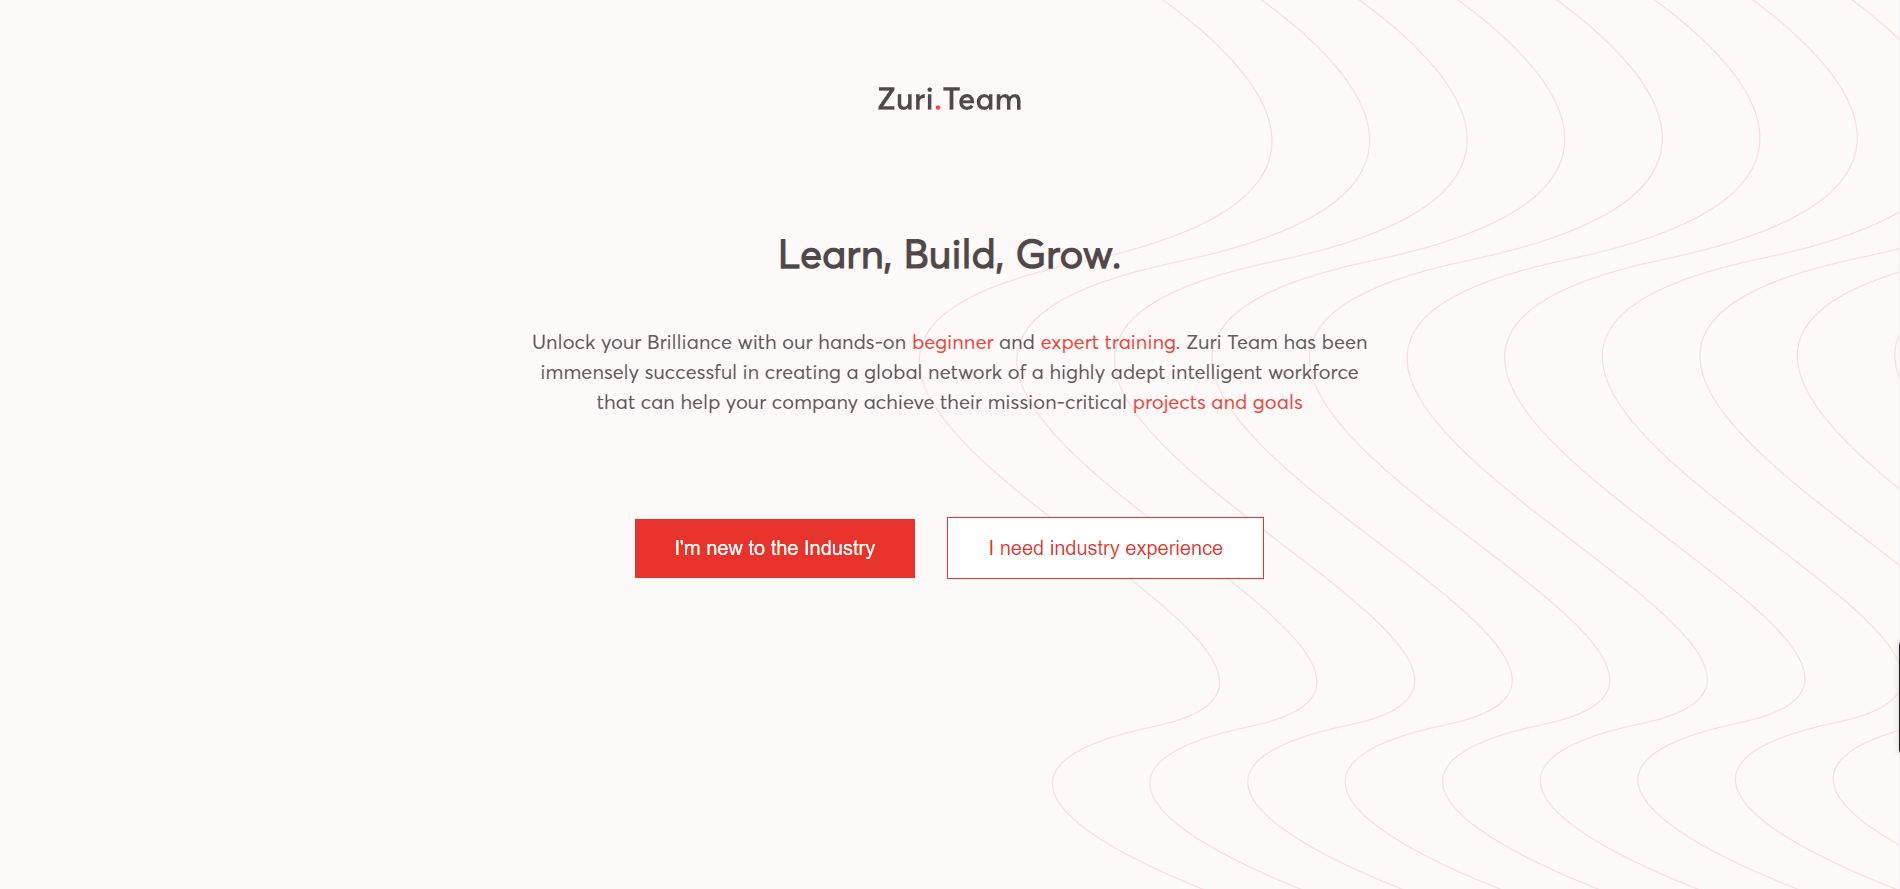 Zuri.Team
Learn, Build, Grow.
Unlock your Brilliance with our hands-on beginner and expert training. Zuri Team has been
immensely successful in creating a global network of a highly adept intelligent workforce
that can help your company achieve their mission-critical projects and goals
I'm new to the Industry
I need industry experience